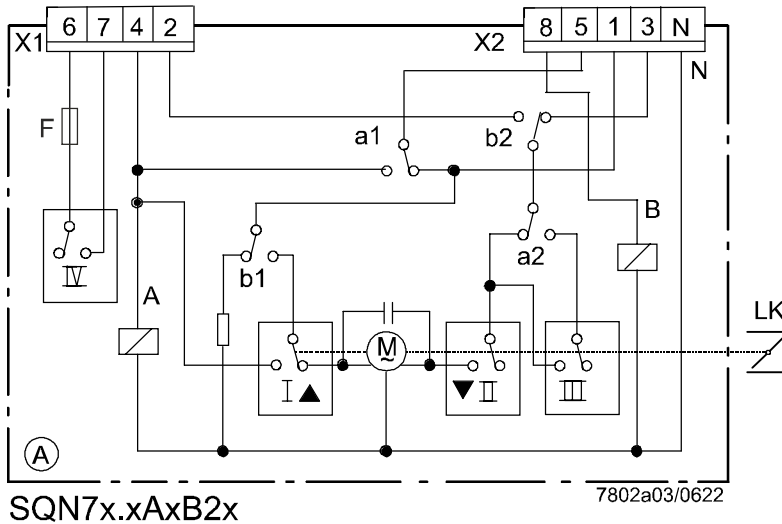 6 7 4 2
8 5 1 3 N
X1
X2
N
F
a1
b2
B
a2
b1
IV
A
LK
M
~
I ▲
▼ II
III
A
7802a03/0622
SQN7x.xAxB2x